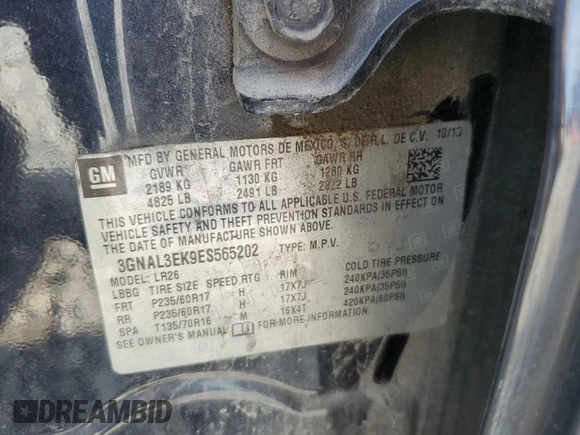 GM
MFD BY GENERAL MOTORS DE MEXICO, S. DE R.L. DE C.V. 10/13
GVWR GAWR FRT GAWR RR
2189 KG 1130 KG 1280 KG
4825 LB 2491 LB 2822 LB
THIS VEHICLE CONFORMS TO ALL APPLICABLE U.S. FEDERAL MOTOR
VEHICLE SAFETY AND THEFT PREVENTION STANDARDS IN EFFECT ON
THE DATE OF MANUFACTURE SHOWN ABOVE.
3GNAL3EK9ES565202 TYPE: M.P.V.
MODEL: LR26
LBBG TIRE SIZE SPEED RTG RIM COLD TIRE PRESSURE
FRT P235/60R17 H 17X7J 240KPA(35PSI)
RR P235/60R17 H 17X7J 240KPA(35PSI)
SPA T135/70R16 M 16X4T 420KPA(60PSI)
SEE OWNER'S MANUAL FOR MORE INFORMATION.
DREAMBID